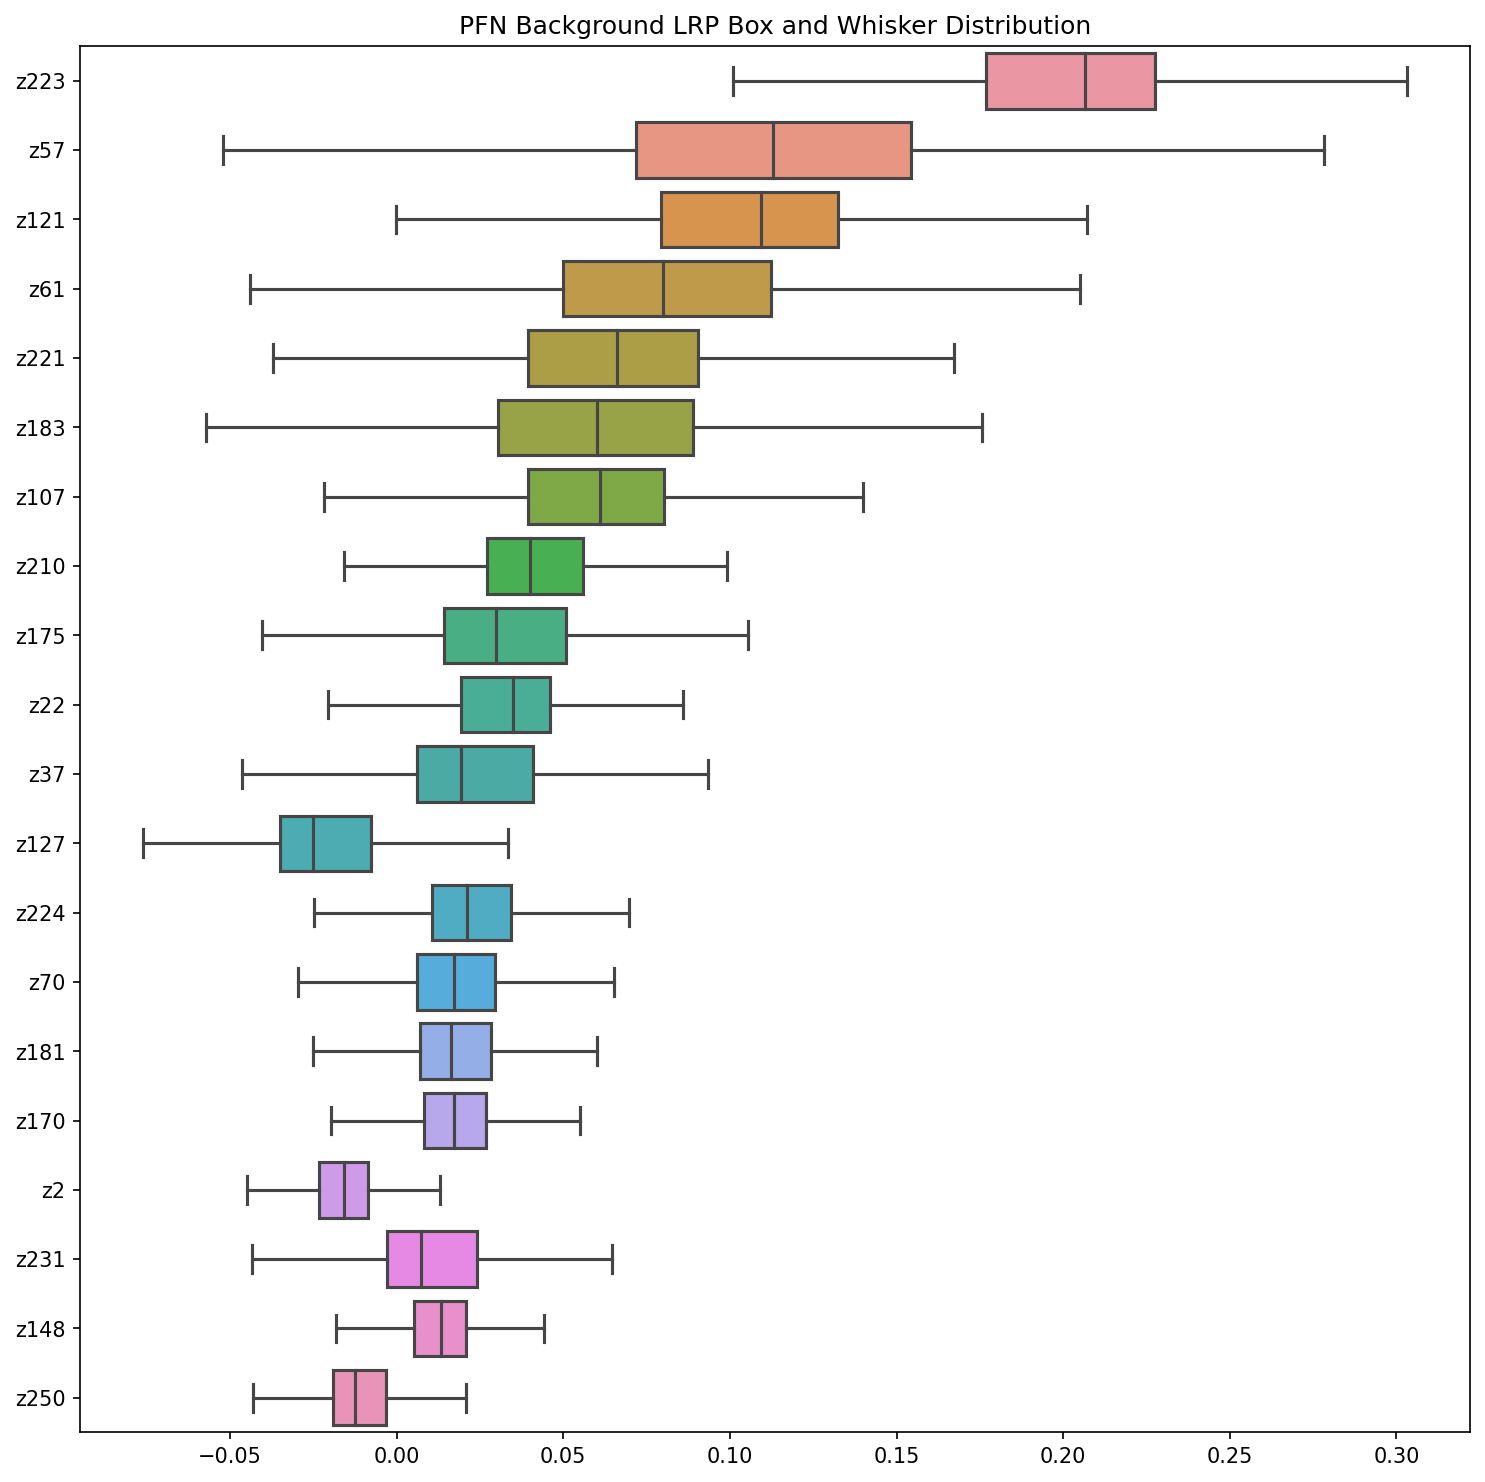 PFN Background LRP Box and Whisker Distribution
z223
z57
z121
z61
z221
z183
z107
z210
z175
z22
z37
z127
z224
z70
z181
z170
z2
z231
z148
z250
−0.05 0.00 0.05 0.10 0.15 0.20 0.25 0.30